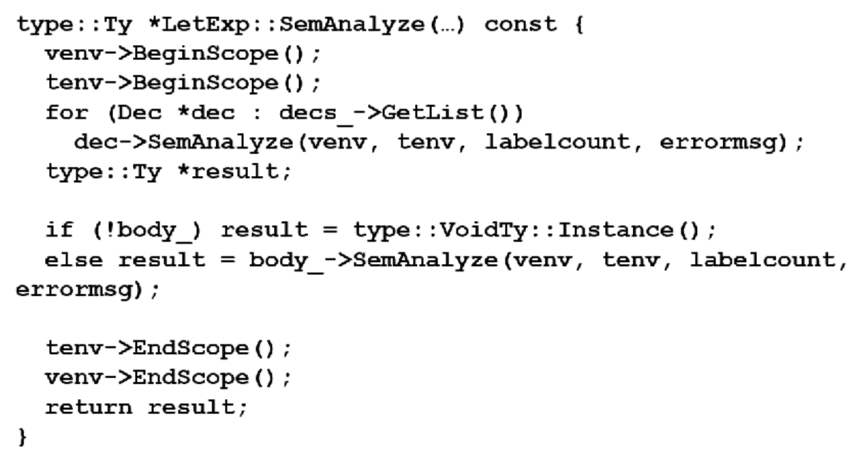 type::Ty *LetExp::SemAnalyze(…) const {
  venv->BeginScope();
  tenv->BeginScope();
  for (Dec *dec : decs_->GetList())
    dec->SemAnalyze(venv, tenv, labelcount, errormsg);
  type::Ty *result;

  if (!body_) result = type::VoidTy::Instance();
  else result = body_->SemAnalyze(venv, tenv, labelcount,
errormsg);

  tenv->EndScope();
  venv->EndScope();
  return result;
}